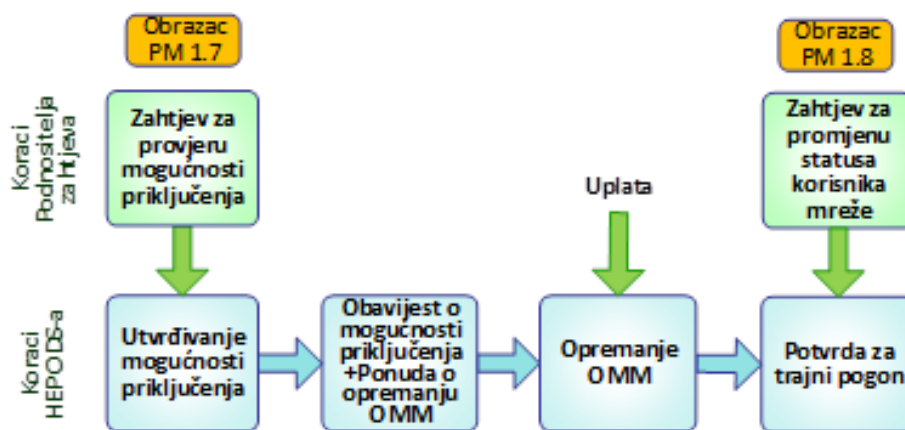 Obrazac
PM 1.7
Obrazac
PM 1.8
Koraci
Podnositelja
zahtjeva
Zahtjev za
provjeru
mogućnosti
priključenja
Uplata
Zahtjev za
promjenu
statusa
korisnika
mreže
Koraci
HEP ODS-a
Utvrđivanje
mogućnosti
priključenja
Obavijest o
mogućnosti
priključenja
+Ponuda o
opremanju
OMM
Opremanje
OMM
Potvrda za
trajni pogon